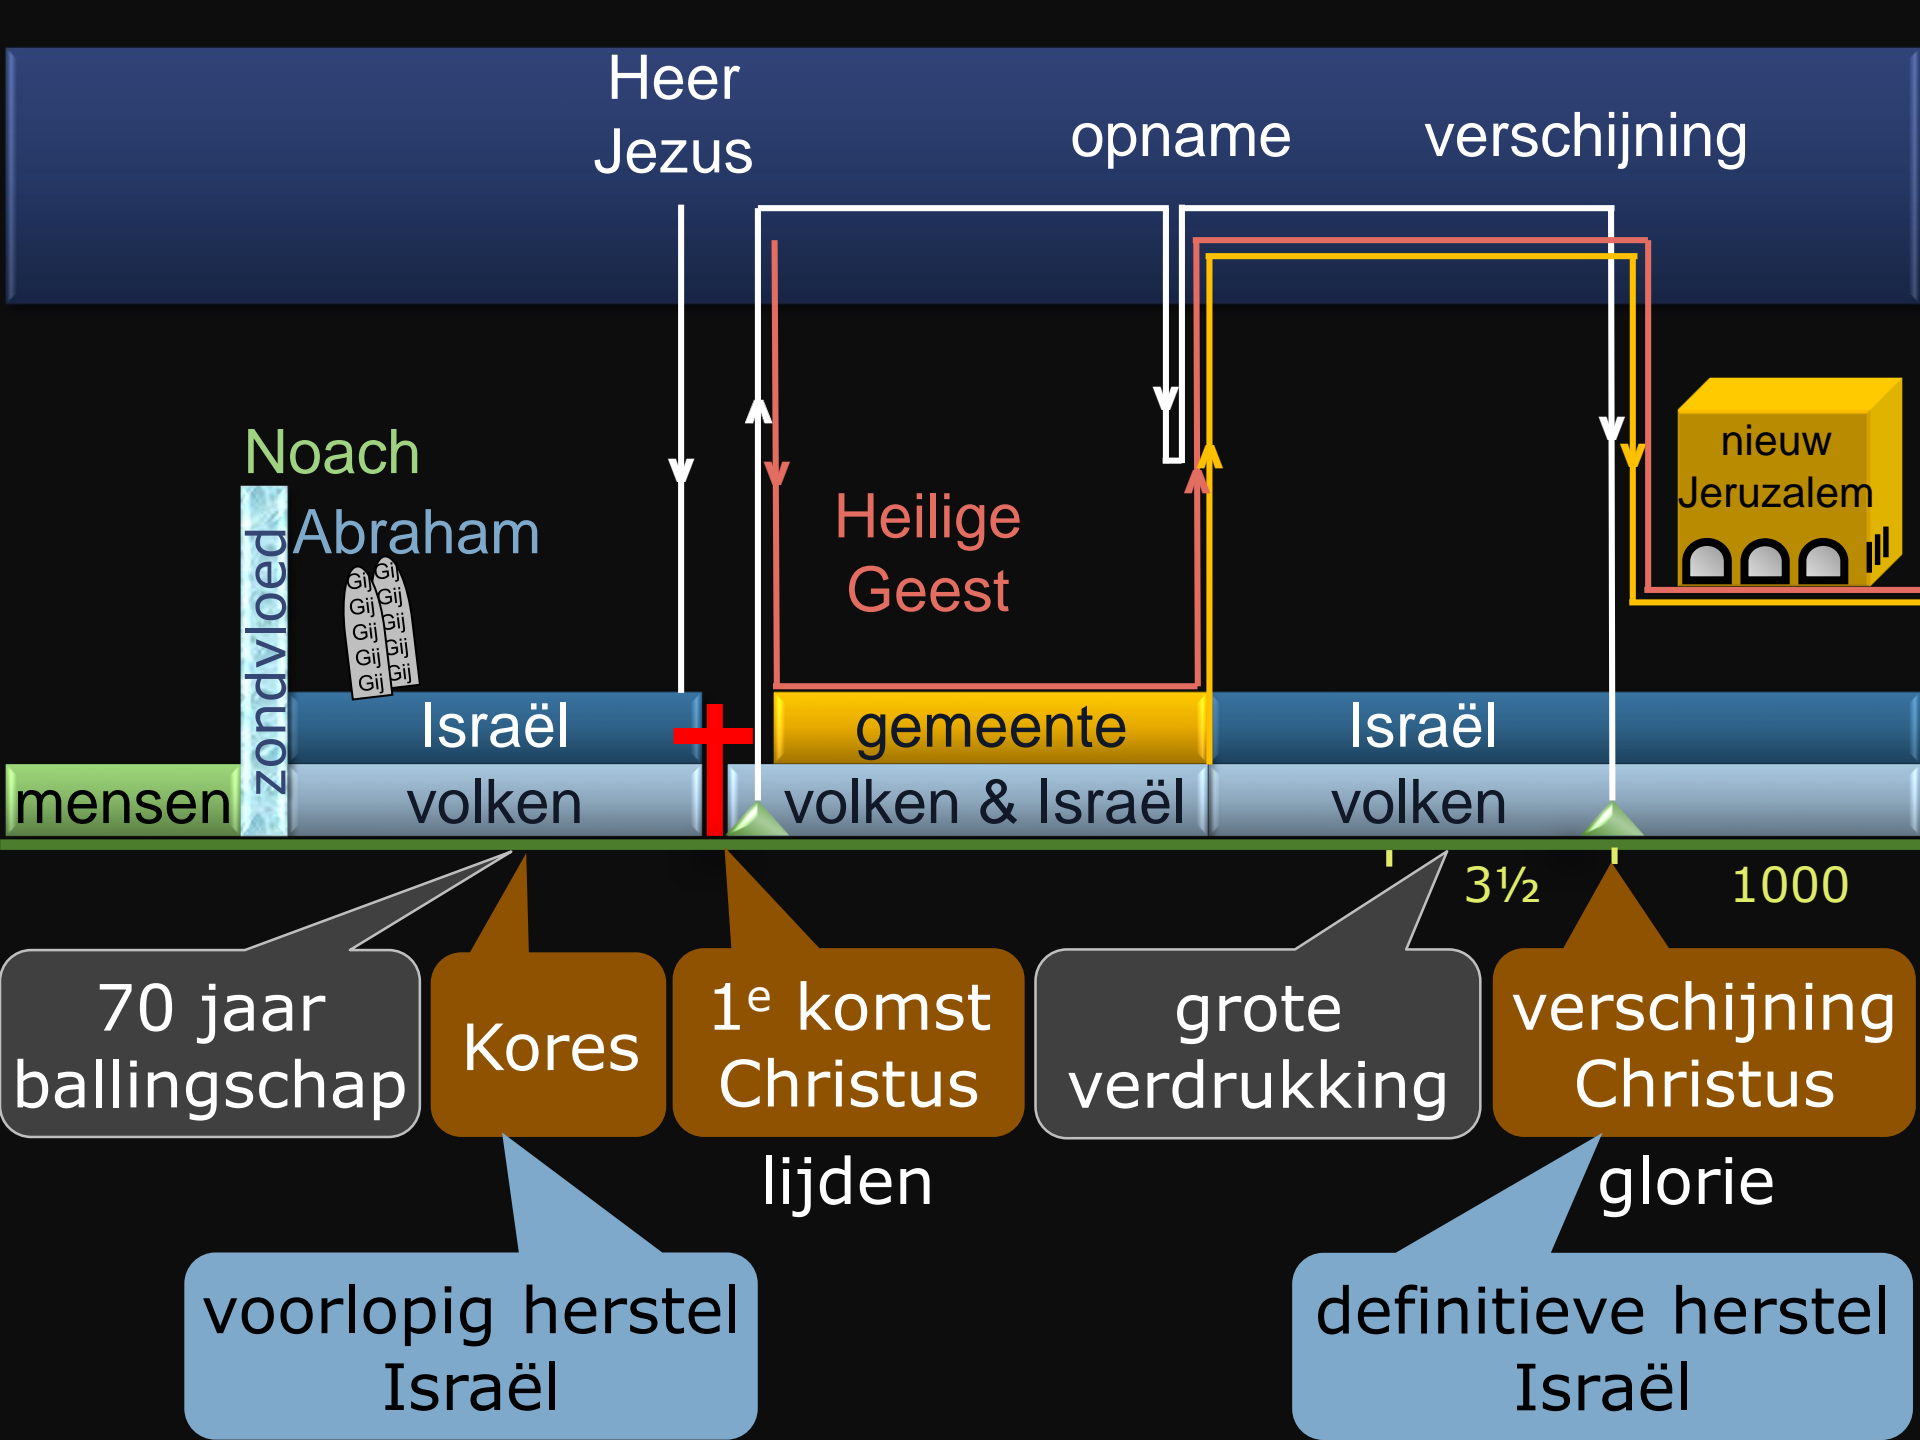 Heer
Jezus
opname
verschijning
Noach
Abraham
zondvloed
Gij
Gij
Gij
Gij
Gij
Gij
Gij
Gij
Gij
Gij
Heilige
Geest
nieuw
Jeruzalem
Israël
gemeente
Israël
mensen
volken
volken & Israël
volken
3½
1000
70 jaar
ballingschap
Kores
1e komst
Christus
grote
verdrukking
verschijning
Christus
lijden
glorie
voorlopig herstel
Israël
definitieve herstel
Israël